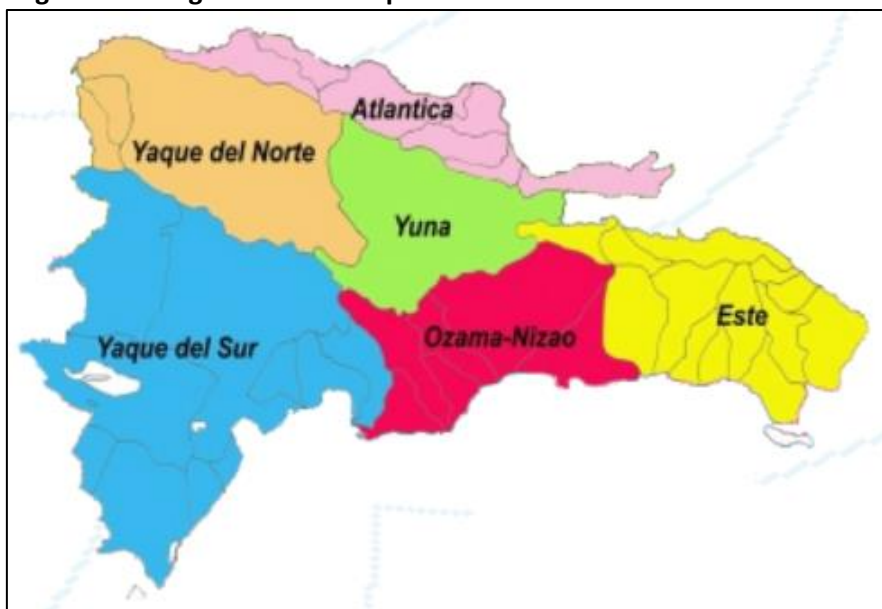 Atlantica
Yaque del Norte
Yuna
Este
Ozama-Nizao
Yaque del Sur